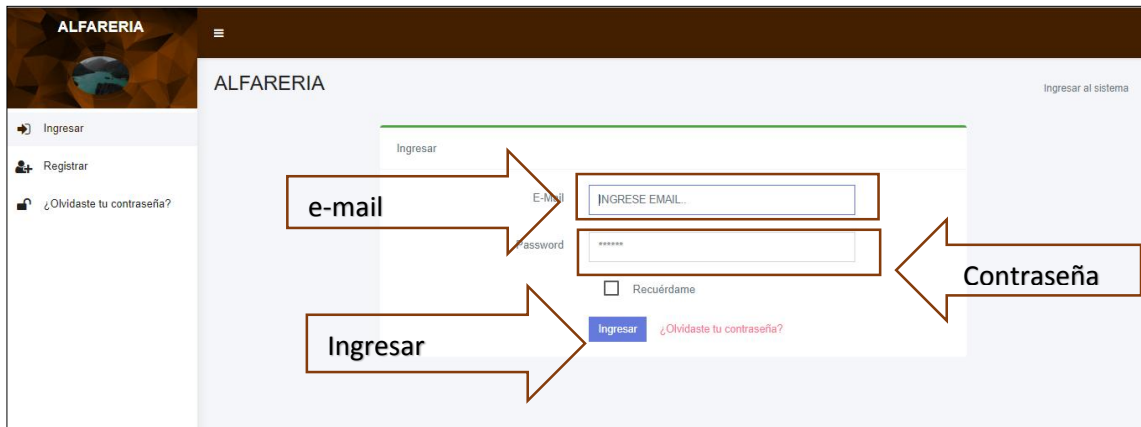 ALFARERIA
ALFARERIA
Ingresar al sistema
Ingresar
Registrar
¿Olvidaste tu contraseña?
Ingresar
e-mail
E-Mail
INGRESE EMAIL..
Password
******
Contraseña
Recuérdame
Ingresar
Ingresar
¿Olvidaste tu contraseña?